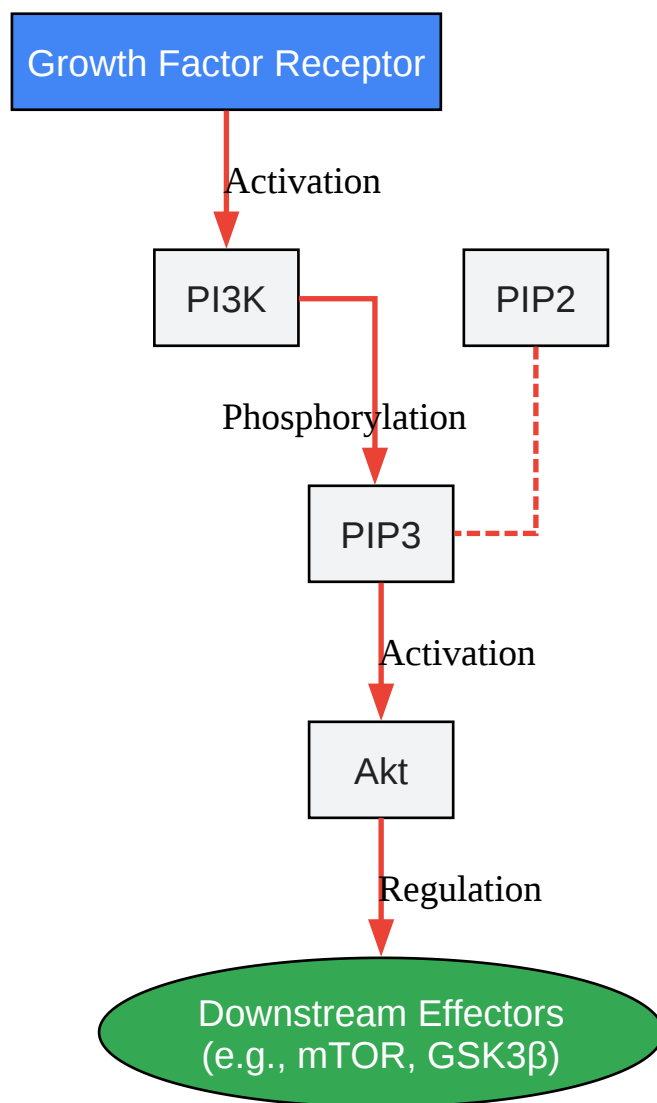 Growth Factor Receptor
Activation
PI3K
PIP2
Phosphorylation
PIP3
Activation
Akt
Regulation
Downstream Effectors
(e.g., mTOR, GSK3β)